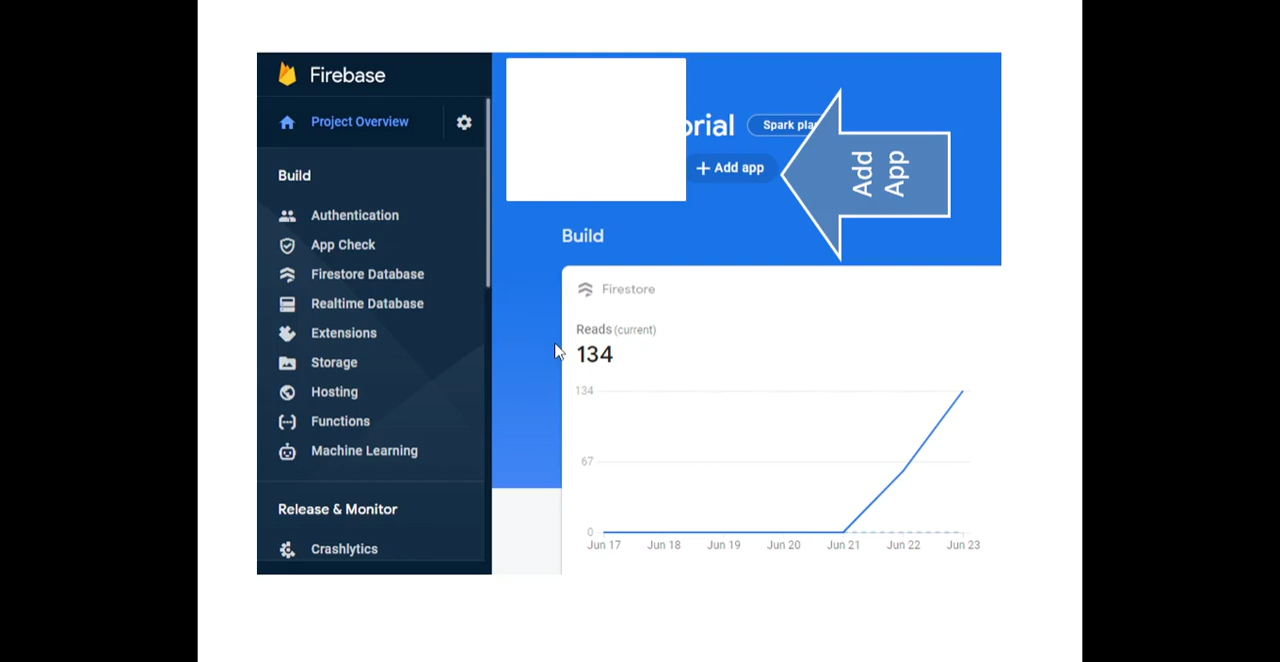 Firebase
Project Overview
Build
Authentication
App Check
Firestore Database
Realtime Database
Extensions
Storage
Hosting
Functions
Machine Learning
Release & Monitor
Crashlytics
Spark
+ Add app
Add
App
Build
Firestore
Reads (current)
134
134
67
0
Jun 17 Jun 18 Jun 19 Jun 20 Jun 21 Jun 22 Jun 23